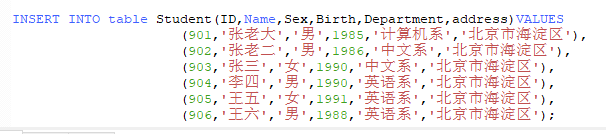 INSERT INTO table Student(ID,Name,Sex,Birth,Department,address)VALUES
(901,'张老大','男',1985,'计算机系','北京市海淀区'),
(902,'张老二','男',1986,'中文系','北京市海淀区'),
(903,'张三','女',1990,'中文系','北京市海淀区'),
(904,'李四','男',1990,'英语系','北京市海淀区'),
(905,'王五','女',1991,'英语系','北京市海淀区'),
(906,'王六','男',1988,'英语系','北京市海淀区');